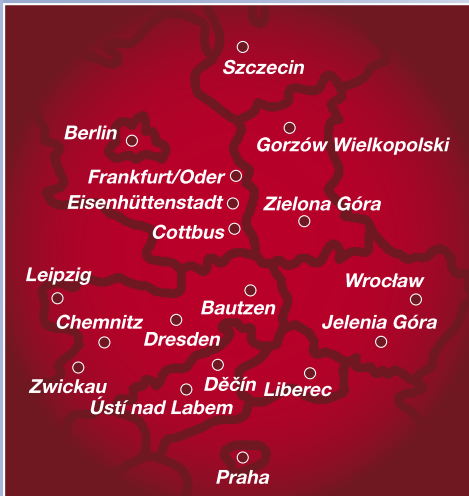 Szczecin
Berlin
Gorzów Wielkopolski
Frankfurt/Oder
Eisenhüttenstadt
Zielona Góra
Cottbus
Leipzig
Wrocław
Bautzen
Chemnitz
Jelenia Góra
Dresden
Zwickau
Děčín
Liberec
Ústí nad Labem
Praha